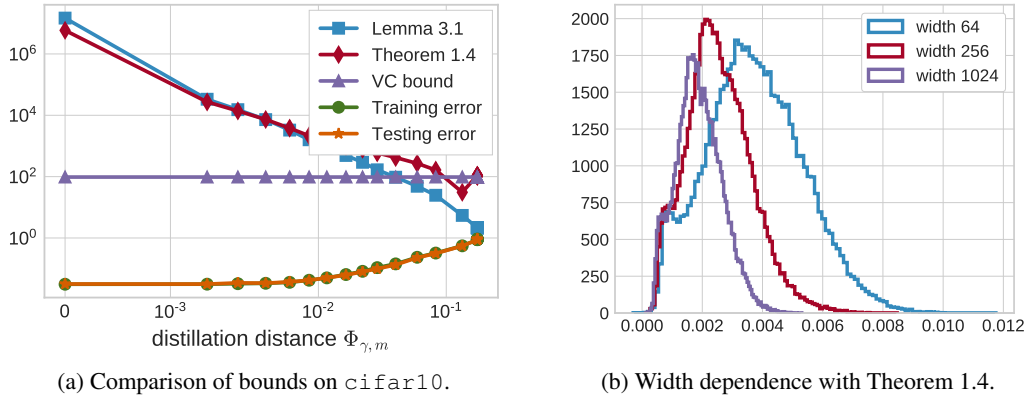 10^6
10^4
10^2
10^0
Lemma 3.1
Theorem 1.4
VC bound
Training error
Testing error
0
10^-3
10^-2
10^-1
distillation distance Φγ,m
(a) Comparison of bounds on cifar10.
2000
1750
1500
1250
1000
750
500
250
0
width 64
width 256
width 1024
0.000
0.002
0.004
0.006
0.008
0.010
0.012
(b) Width dependence with Theorem 1.4.